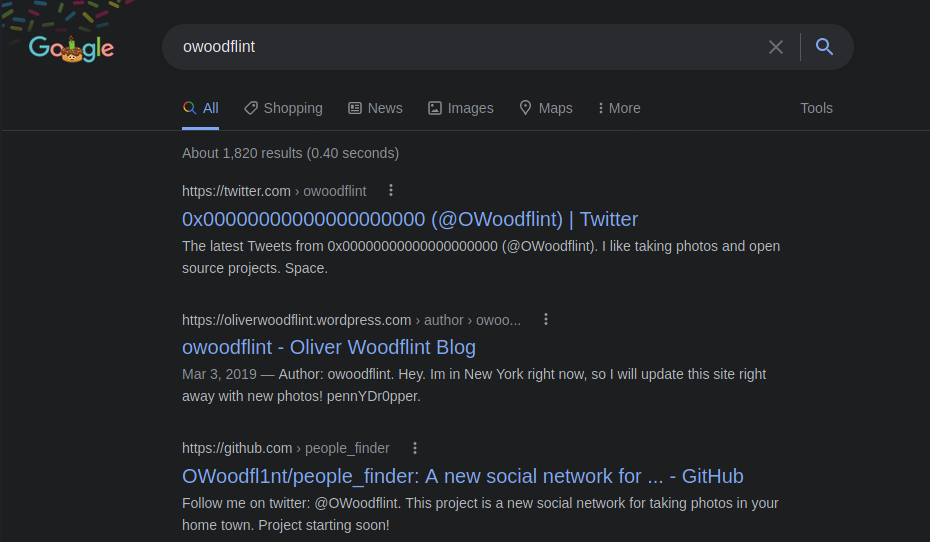 Google
owoodflint
All Shopping News Images Maps More Tools
About 1,820 results (0.40 seconds)
https://twitter.com › owoodflint
0x00000000000000000000 (@OWoodflint) | Twitter
The latest Tweets from 0x00000000000000000000 (@OWoodflint). I like taking photos and open
source projects. Space.
https://oliverwoodflint.wordpress.com › author › owoo...
owoodflint - Oliver Woodflint Blog
Mar 3, 2019 — Author: owoodflint. Hey. Im in New York right now, so I will update this site right
away with new photos! pennYDr0pper.
https://github.com › people_finder
OWoodfl1nt/people_finder: A new social network for ... - GitHub
Follow me on twitter: @OWoodflint. This project is a new social network for taking photos in your
home town. Project starting soon!